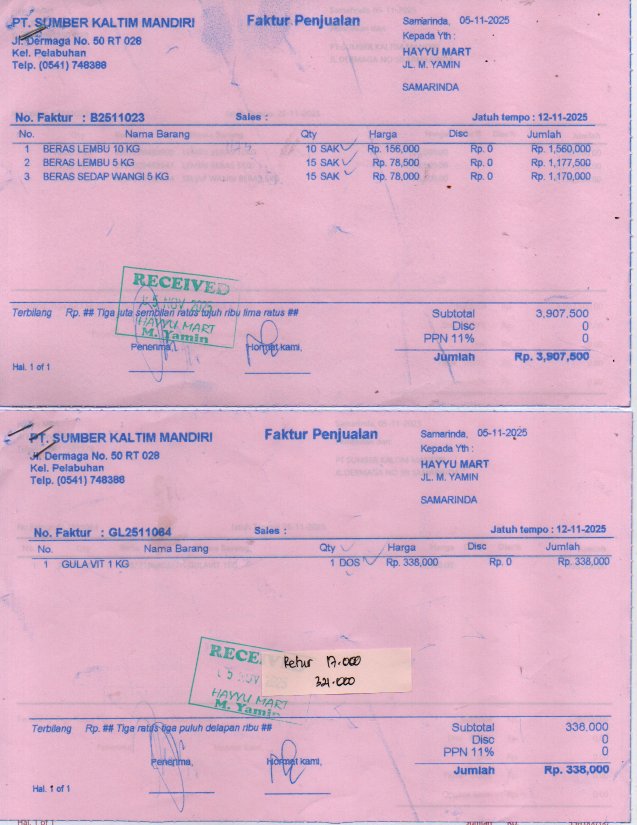 PT. SUMBER KALTIM MANDIRI
Jl. Dermaga No. 50 RT 028
Kel. Pelabuhan
Telp. (0541) 748388
Faktur Penjualan
Samarinda, 05-11-2025
Kepada Yth :
HAYYU MART
JL. M. YAMIN
SAMARINDA
No. Faktur : B2511023 Sales : Jatuh tempo : 12-11-2025
No. Nama Barang Qty Harga Disc Jumlah
1 BERAS LEMBU 10 KG 10 SAK Rp. 156,000 Rp. 0 Rp. 1,560,000
2 BERAS LEMBU 5 KG 15 SAK Rp. 78,500 Rp. 0 Rp. 1,177,500
3 BERAS SEDAP WANGI 5 KG 15 SAK Rp. 78,000 Rp. 0 Rp. 1,170,000
RECEIVED
5 NOV 2025
HAYYU MART
M. Yamin
Terbilang Rp. ## Tiga juta sembilan ratus tujuh ribu lima ratus ##
Subtotal 3,907,500
Disc 0
PPN 11% 0
Jumlah Rp. 3,907,500
Penerima, Hormat kami,
Hal. 1 of 1
PT. SUMBER KALTIM MANDIRI
Jl. Dermaga No. 50 RT 028
Kel. Pelabuhan
Telp. (0541) 748388
Faktur Penjualan
Samarinda, 05-11-2025
Kepada Yth :
HAYYU MART
JL. M. YAMIN
SAMARINDA
No. Faktur : GL2511064 Sales : Jatuh tempo : 12-11-2025
No. Nama Barang Qty Harga Disc Jumlah
1 GULA VIT 1 KG 1 DOS Rp. 338,000 Rp. 0 Rp. 338,000
Retur 17.000
321.000
HAYYU MART
M. Yamin
Terbilang Rp. ## Tiga ratus tiga puluh delapan ribu ##
Subtotal 338,000
Disc 0
PPN 11% 0
Jumlah Rp. 338,000
Penerima, Hormat kami,
Hal. 1 of 1